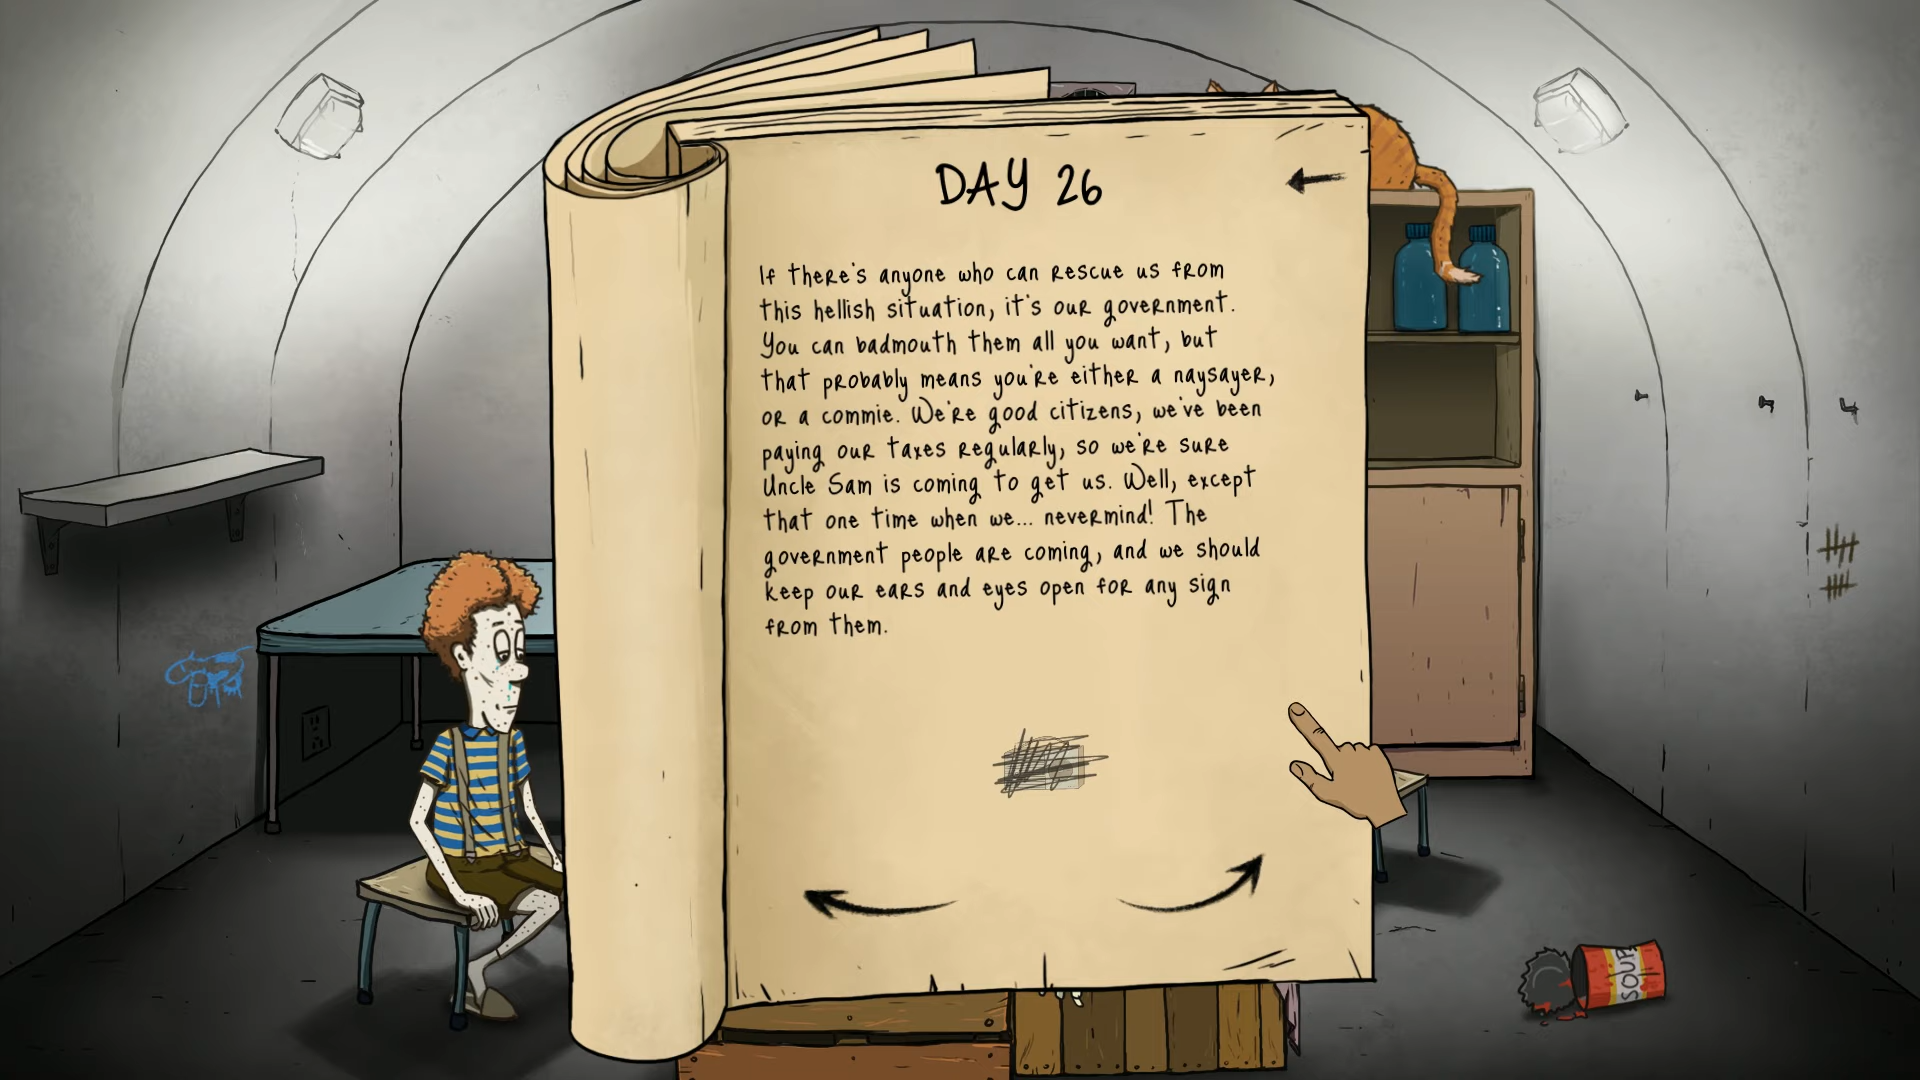 DAY 26
If there's anyone who can rescue us from
this hellish situation, it's our government.
You can badmouth them all you want, but
that probably means you're either a naysayer,
or a commie. We're good citizens, we've been
paying our taxes regularly, so we're sure
Uncle Sam is coming to get us. Well, except
that one time when we... nevermind! The
government people are coming, and we should
keep our ears and eyes open for any sign
from them.
SOUP